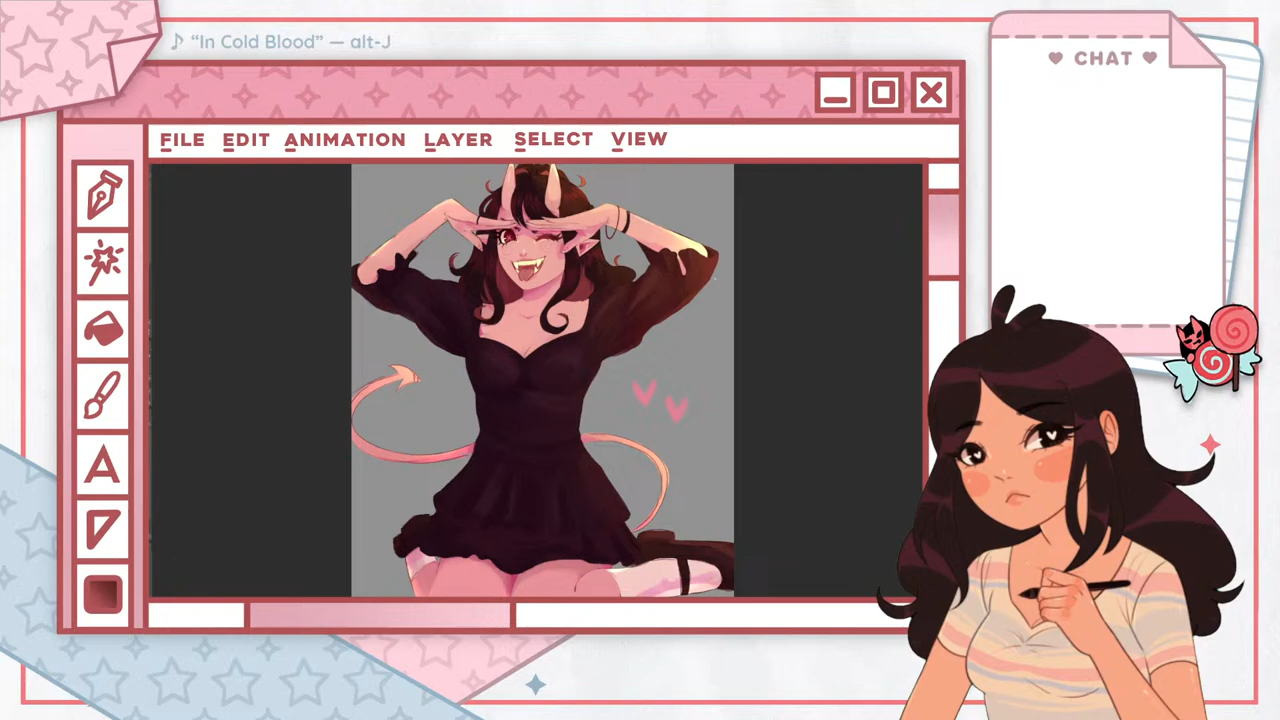 ♪ “In Cold Blood” — alt-J
♥ CHAT ♥
FILE EDIT ANIMATION LAYER SELECT VIEW
A